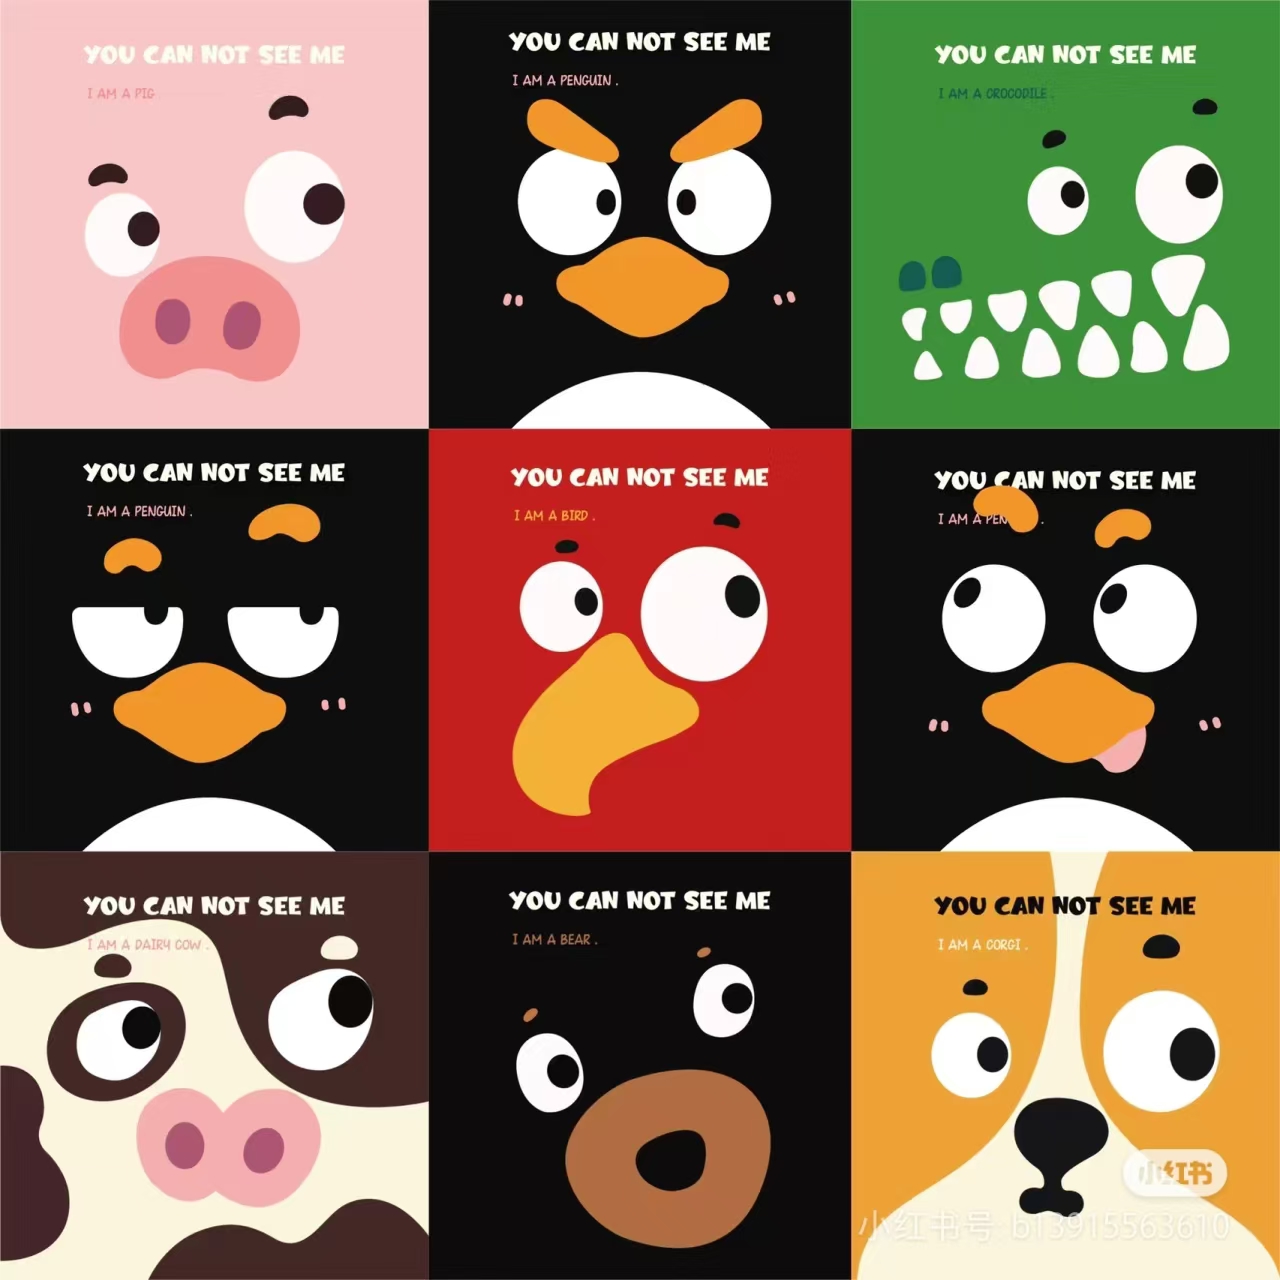 YOU CAN NOT SEE ME
I AM A PIG
YOU CAN NOT SEE ME
I AM A PENGUIN .
YOU CAN NOT SEE ME
I AM A CROCODILE .
YOU CAN NOT SEE ME
I AM A PENGUIN .
YOU CAN NOT SEE ME
I AM A BIRD .
YOU CAN NOT SEE ME
I AM A PEN .
YOU CAN NOT SEE ME
I AM A DAIRY COW .
YOU CAN NOT SEE ME
I AM A BEAR .
YOU CAN NOT SEE ME
I AM A CORGI .
小红书
小红书号: b13915563610